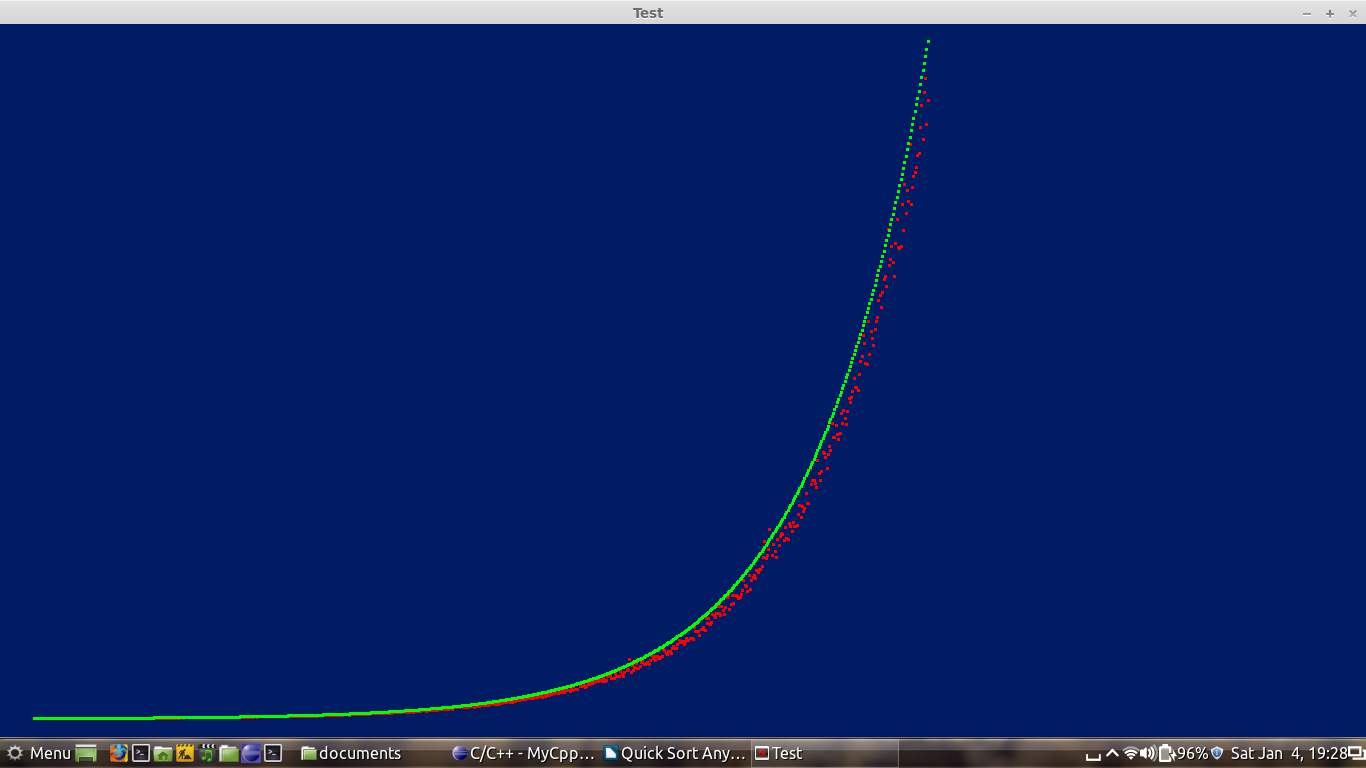 Test
Menu
documents
C/C++ - MyCpp...
Quick Sort Any...
Test
96%
Sat Jan 4, 19:28